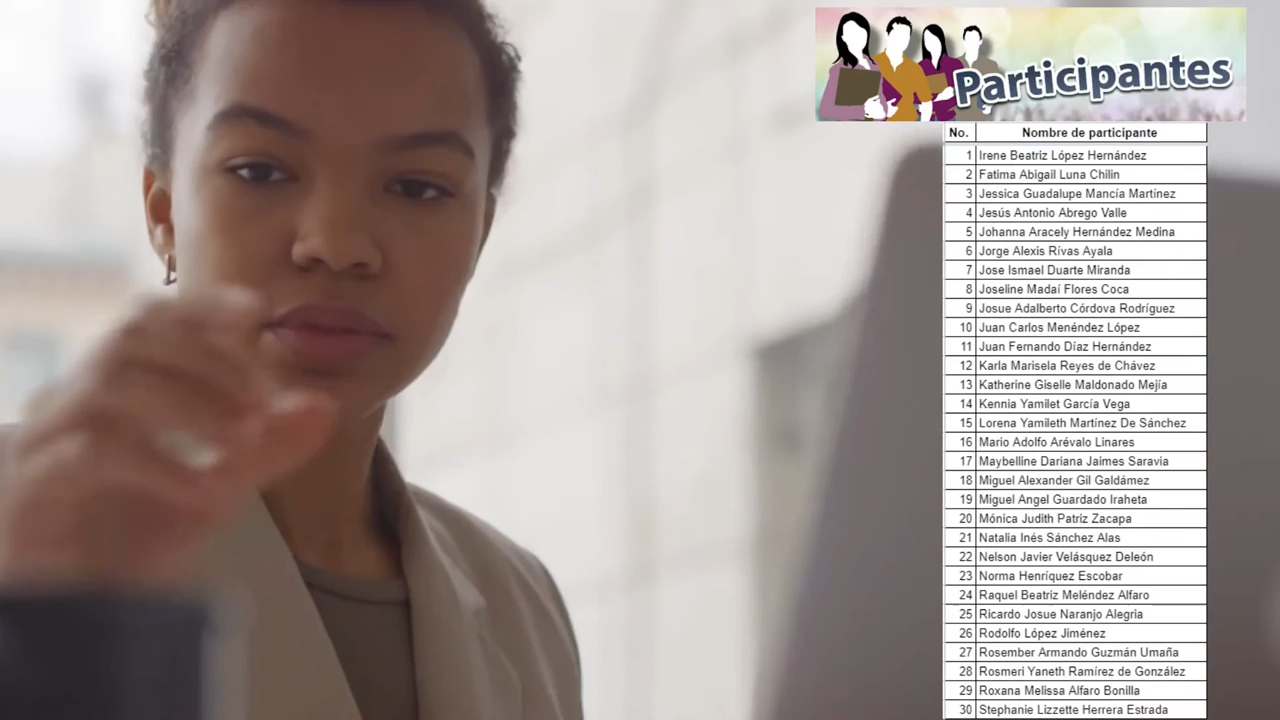 Participantes
No. Nombre de participante
1 Irene Beatriz López Hernández
2 Fatima Abigail Luna Chilin
3 Jessica Guadalupe Mancía Martínez
4 Jesús Antonio Abrego Valle
5 Johanna Aracely Hernández Medina
6 Jorge Alexis Rívas Ayala
7 Jose Ismael Duarte Miranda
8 Joseline Madaí Flores Coca
9 Josue Adalberto Córdova Rodríguez
10 Juan Carlos Menéndez López
11 Juan Fernando Díaz Hernández
12 Karla Marisela Reyes de Chávez
13 Katherine Giselle Maldonado Mejía
14 Kennia Yamilet García Vega
15 Lorena Yamileth Martínez De Sánchez
16 Mario Adolfo Arévalo Linares
17 Maybelline Dariana Jaimes Saravia
18 Miguel Alexander Gil Galdámez
19 Miguel Angel Guardado Iraheta
20 Mónica Judith Patriz Zacapa
21 Natalia Inés Sánchez Alas
22 Nelson Javier Velásquez Deleón
23 Norma Henríquez Escobar
24 Raquel Beatriz Meléndez Alfaro
25 Ricardo Josue Naranjo Alegria
26 Rodolfo López Jiménez
27 Rosember Armando Guzmán Umaña
28 Rosmeri Yaneth Ramírez de González
29 Roxana Melissa Alfaro Bonilla
30 Stephanie Lizzette Herrera Estrada